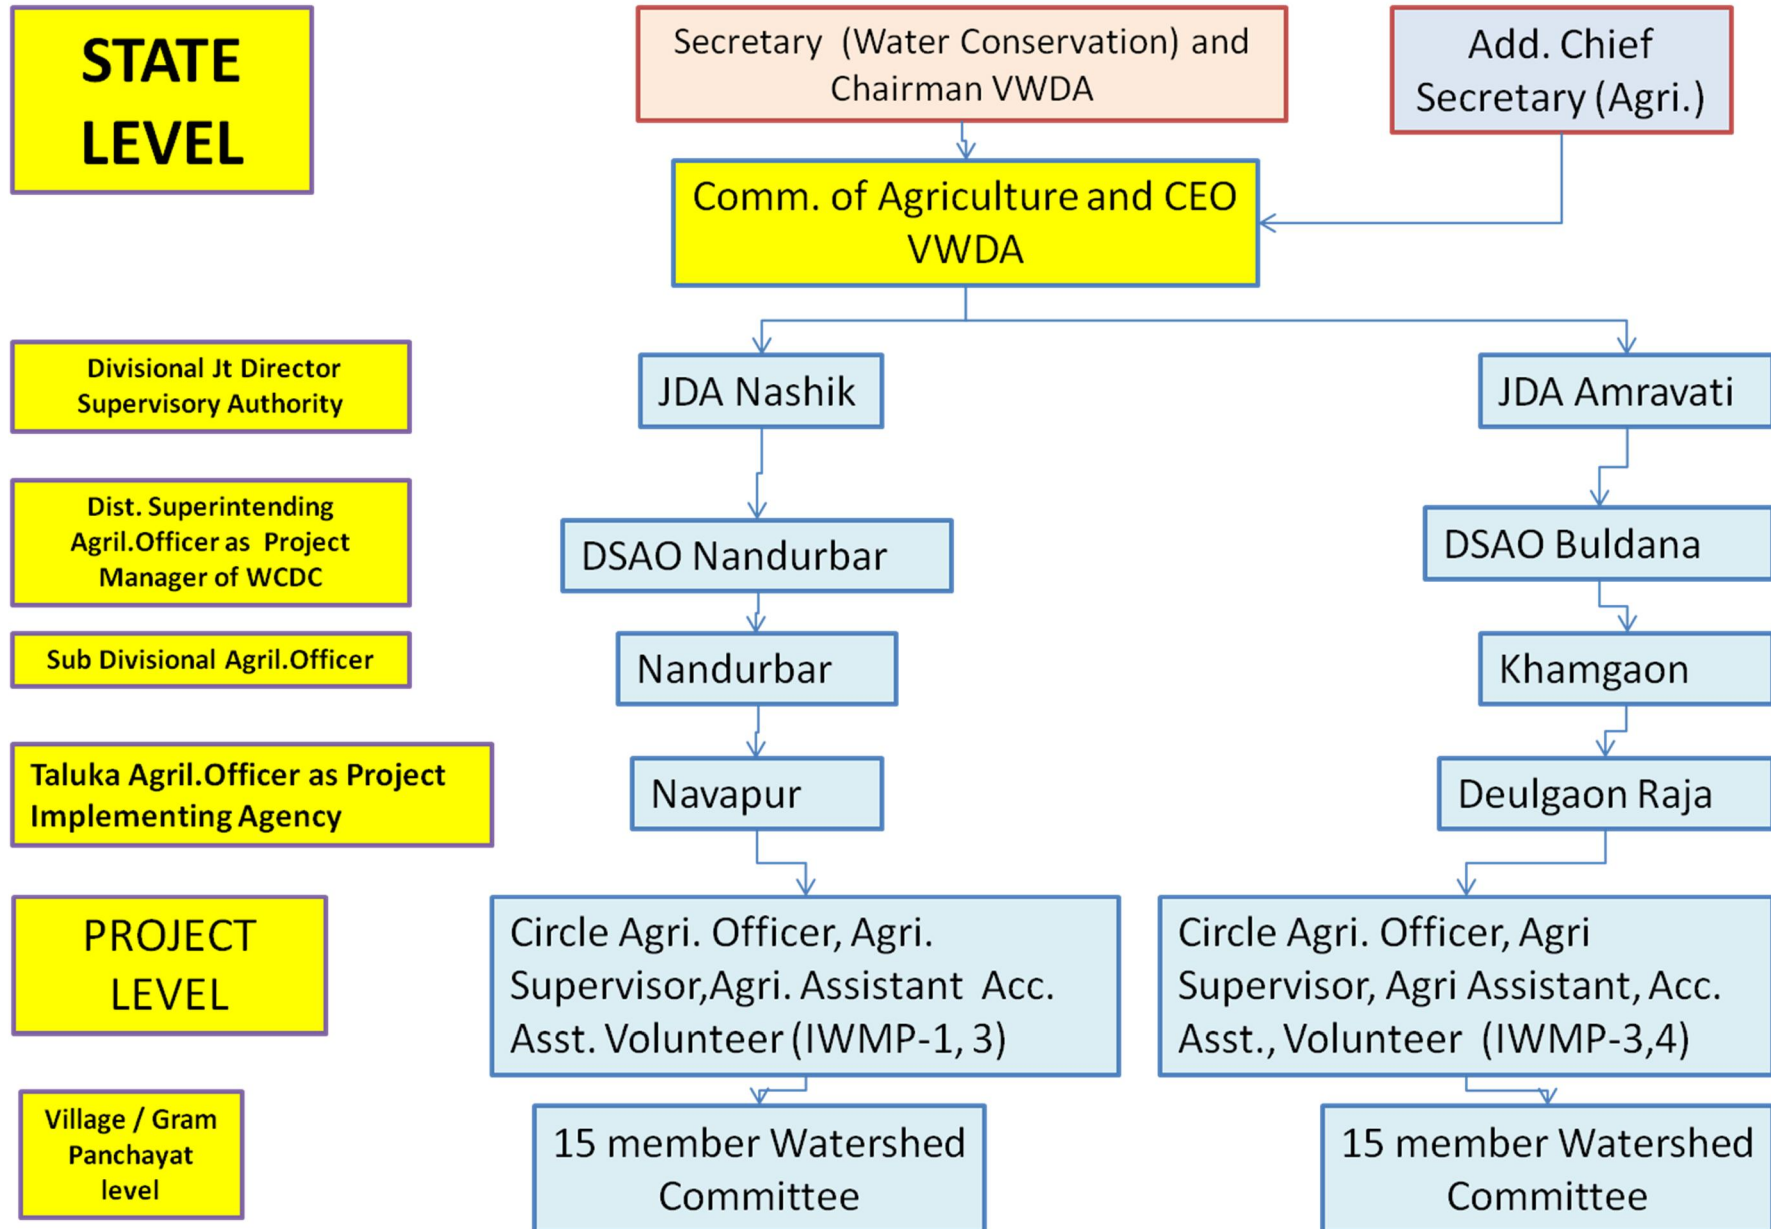 STATE
LEVEL
Secretary (Water Conservation) and
Chairman VWDA
Add. Chief
Secretary (Agri.)
Comm. of Agriculture and CEO
VWDA
Divisional Jt Director
Supervisory Authority
JDA Nashik
JDA Amravati
Dist. Superintending
Agril.Officer as Project
Manager of WCDC
DSAO Nandurbar
DSAO Buldana
Sub Divisional Agril.Officer
Nandurbar
Khamgaon
Taluka Agril.Officer as Project
Implementing Agency
Navapur
Deulgaon Raja
PROJECT
LEVEL
Circle Agri. Officer, Agri.
Supervisor,Agri. Assistant Acc.
Asst. Volunteer (IWMP-1, 3)
Circle Agri. Officer, Agri
Supervisor, Agri Assistant, Acc.
Asst., Volunteer (IWMP-3,4)
Village / Gram
Panchayat
level
15 member Watershed
Committee
15 member Watershed
Committee